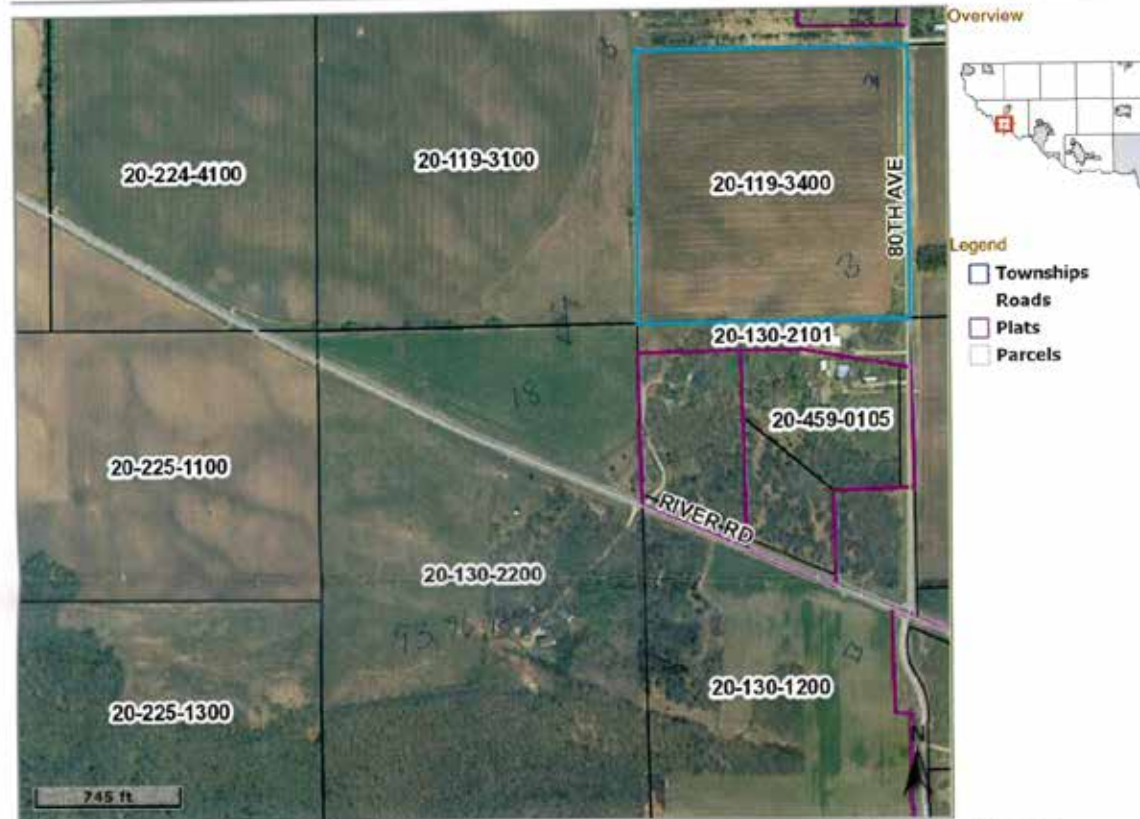 Overview
20-224-4100
20-119-3100
20-119-3400
80TH AVE
Legend
Townships
Roads
Plats
Parcels
20-130-2101
18
20-459-0105
20-225-1100
RIVER RD
20-130-2200
20-130-1200
20-225-1300
N
745 ft